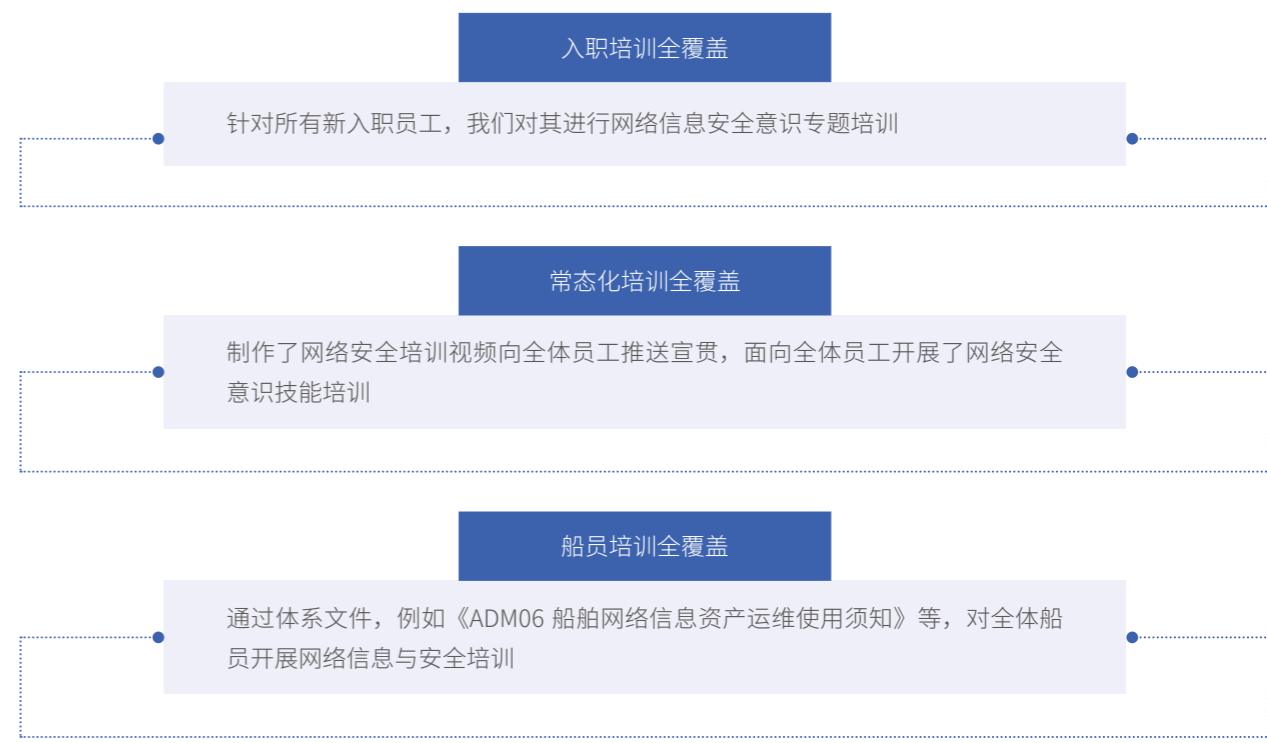 入职培训全覆盖
针对所有新入职员工，我们对其进行网络信息安全意识专题培训
常态化培训全覆盖
制作了网络安全培训视频向全体员工推送宣贯，面向全体员工开展了网络安全
意识技能培训
船员培训全覆盖
通过体系文件，例如《ADM06 船舶网络信息资产运维使用须知》等，对全体船
员开展网络信息与安全培训